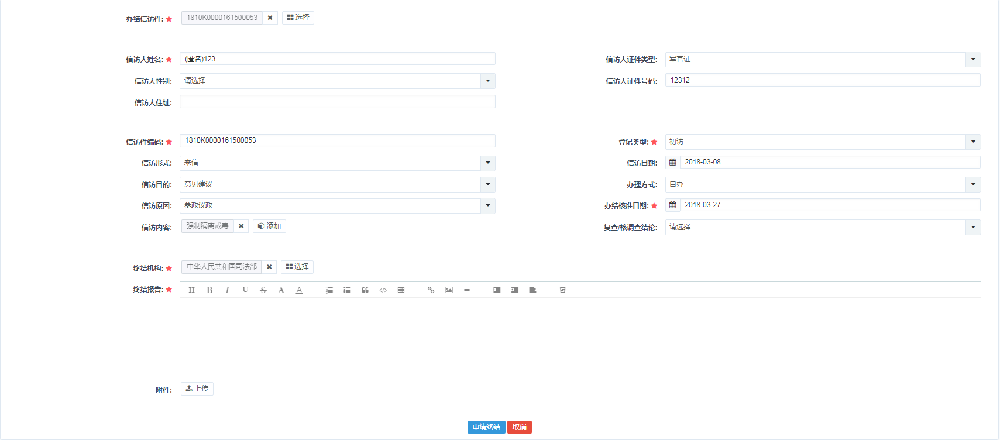 办结信访件: 1810K0000161500053 选择
信访人姓名: (匿名)123 信访人证件类型: 军官证
信访人性别: 请选择 信访人证件号码: 12312
信访人住址:
信访件编码: 1810K0000161500053 登记类型: 初访
信访形式: 来信 信访日期: 2018-03-08
信访目的: 意见建议 办理方式: 自办
信访原因: 参政议政 办结核准日期: 2018-03-27
信访内容: 强制隔离戒毒 添加 复查/核调查结论: 请选择
终结机构: 中华人民共和国司法部 选择
终结报告: H B I U S A A
附件: 上传
申请终结 取消